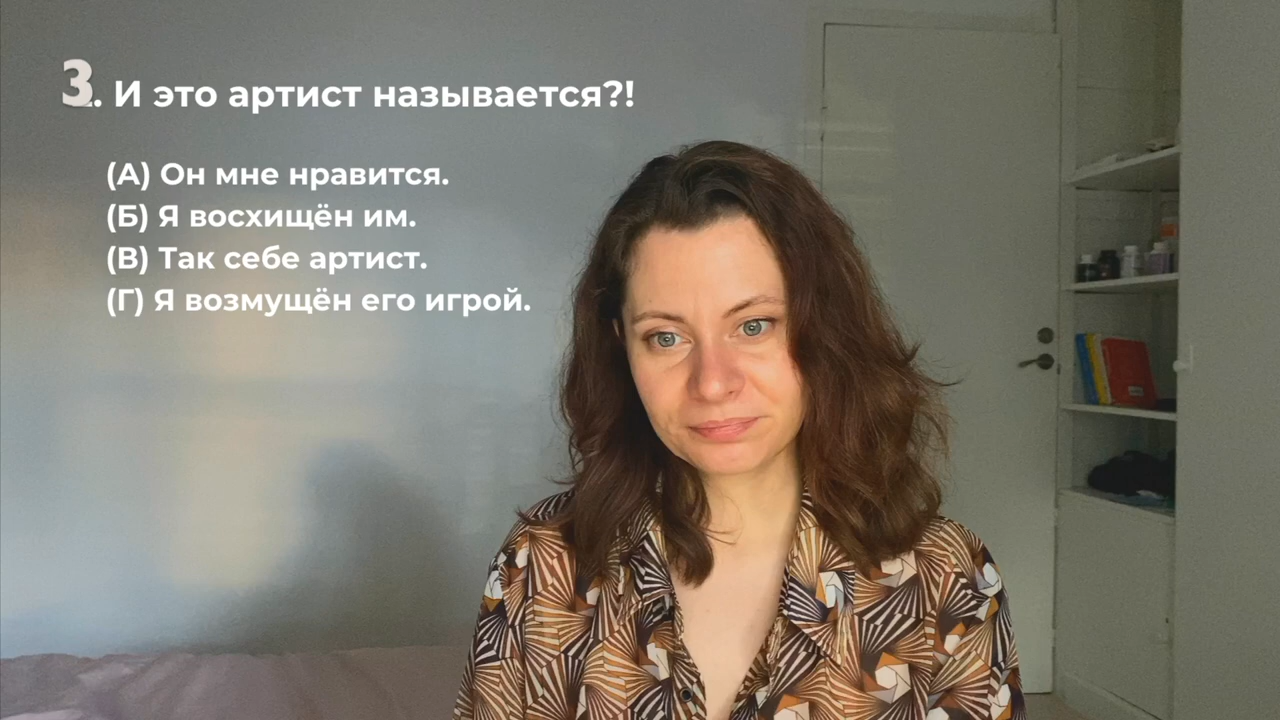 3. И это артист называется?!
(А) Он мне нравится.
(Б) Я восхищён им.
(В) Так себе артист.
(Г) Я возмущён его игрой.